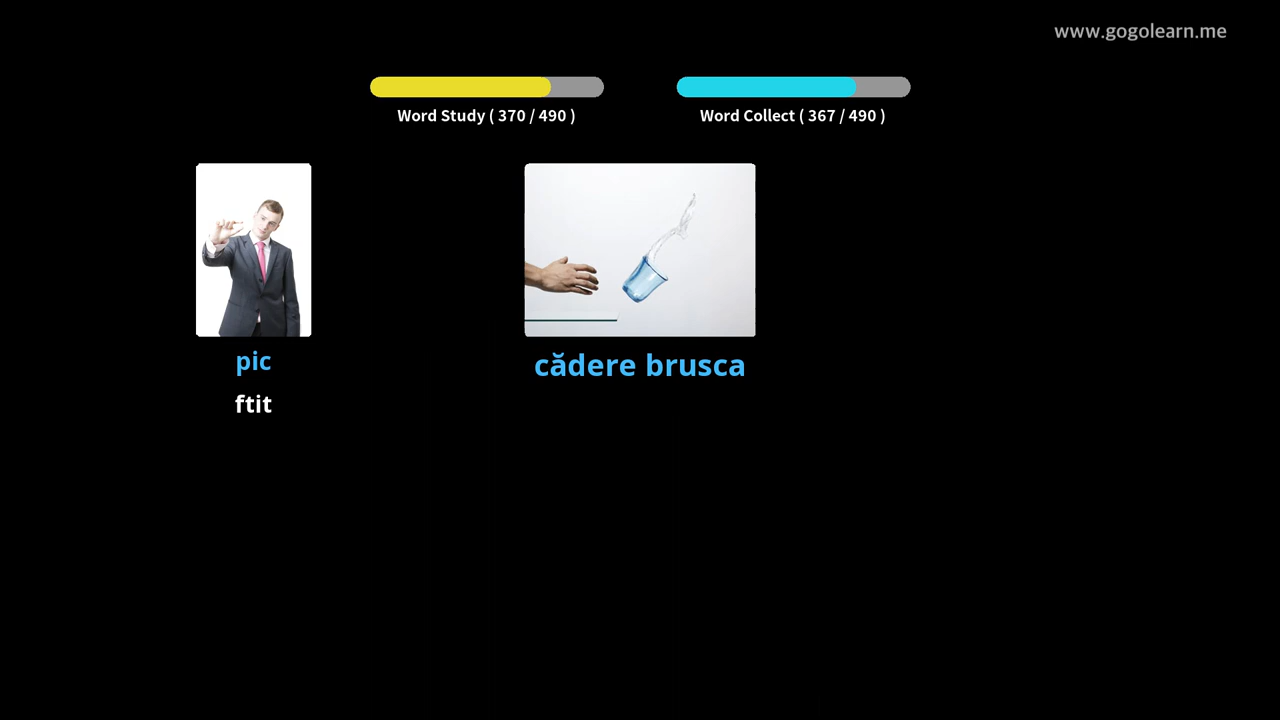 www.gogolearn.me
Word Study ( 370 / 490 )
Word Collect ( 367 / 490 )
pic
ftit
cădere brusca